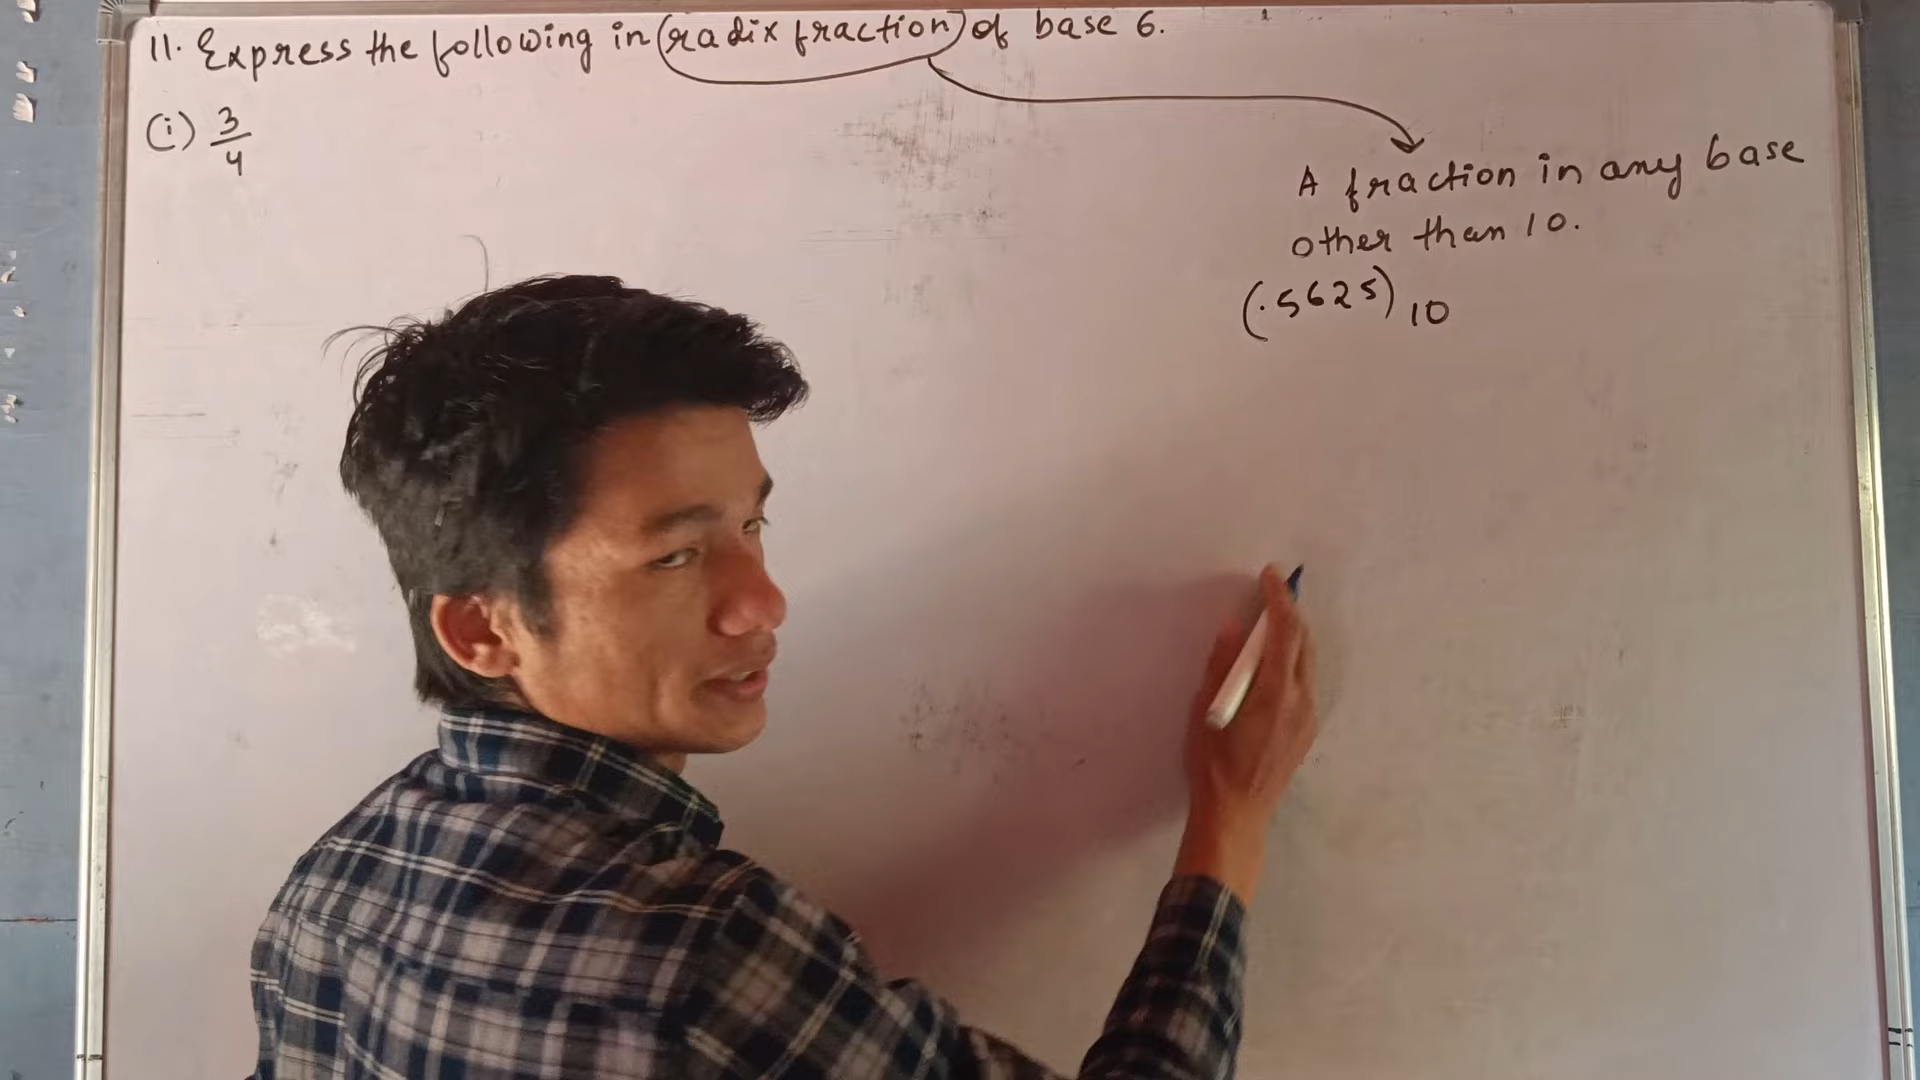 11. Express the following in (radix fraction) of base 6.
(i) 3/4
A fraction in any base
other than 10.
(.5625)₁₀